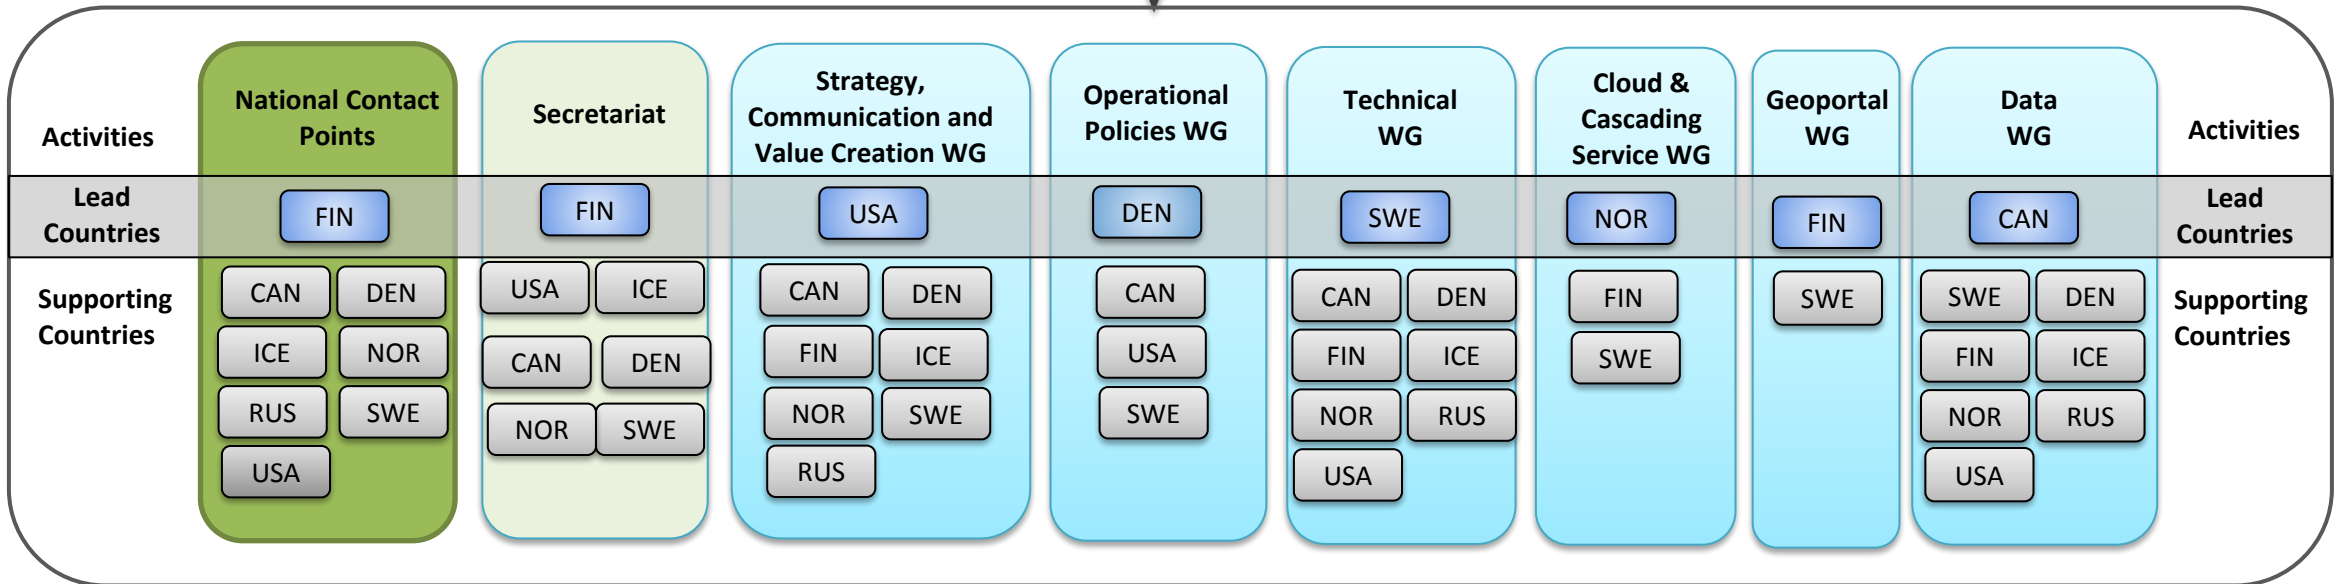 Activities
National Contact
Points
Secretariat
Strategy,
Communication and
Value Creation WG
Operational
Policies WG
Technical
WG
Cloud &
Cascading
Service WG
Geoportal
WG
Data
WG
Activities
Lead
Countries
FIN
FIN
USA
DEN
SWE
NOR
FIN
CAN
Lead
Countries
Supporting
Countries
CAN DEN
ICE NOR
RUS SWE
USA
USA ICE
CAN DEN
NOR SWE
CAN DEN
FIN ICE
NOR SWE
RUS
CAN
USA
SWE
CAN DEN
FIN ICE
NOR RUS
USA
FIN
SWE
SWE
SWE DEN
FIN ICE
NOR RUS
USA
Supporting
Countries